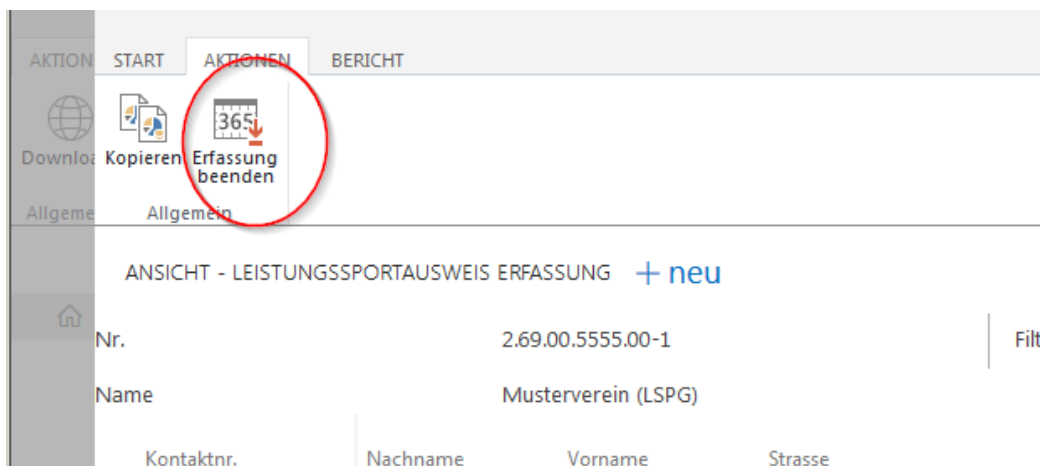 AKTION START AKTIONEN BERICHT
365
Downloa Kopieren Erfassung
beenden
Allgeme Allgemein
ANSICHT - LEISTUNGSSPORTAUSWEIS ERFASSUNG + neu
Nr. 2.69.00.5555.00-1 Filt
Name Musterverein (LSPG)
Kontaktnr. Nachname Vorname Strasse